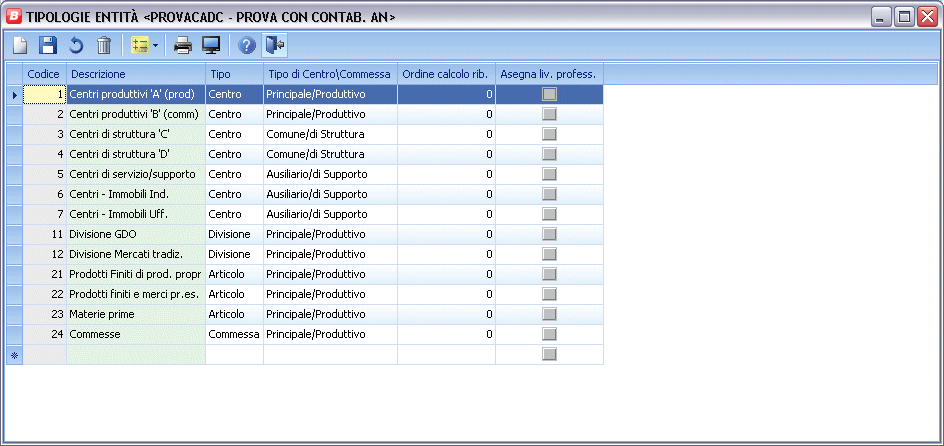 B TIPOLOGIE ENTITÀ <PROVACADC - PROVA CON CONTAB. AN>
Codice Descrizione Tipo Tipo di Centro\Commessa Ordine calcolo rib. Asegna liv. profess.
1 Centri produttivi 'A' (prod) Centro Principale/Produttivo 0
2 Centri produttivi 'B' (comm) Centro Principale/Produttivo 0
3 Centri di struttura 'C' Centro Comune/di Struttura 0
4 Centri di struttura 'D' Centro Comune/di Struttura 0
5 Centri di servizio/supporto Centro Ausiliario/di Supporto 0
6 Centri - Immobili Ind. Centro Ausiliario/di Supporto 0
7 Centri - Immobili Uff. Centro Ausiliario/di Supporto 0
11 Divisione GDO Divisione Principale/Produttivo 0
12 Divisione Mercati tradiz. Divisione Principale/Produttivo 0
21 Prodotti Finiti di prod. propr Articolo Principale/Produttivo 0
22 Prodotti finiti e merci pr.es. Articolo Principale/Produttivo 0
23 Materie prime Articolo Principale/Produttivo 0
24 Commesse Commessa Principale/Produttivo 0